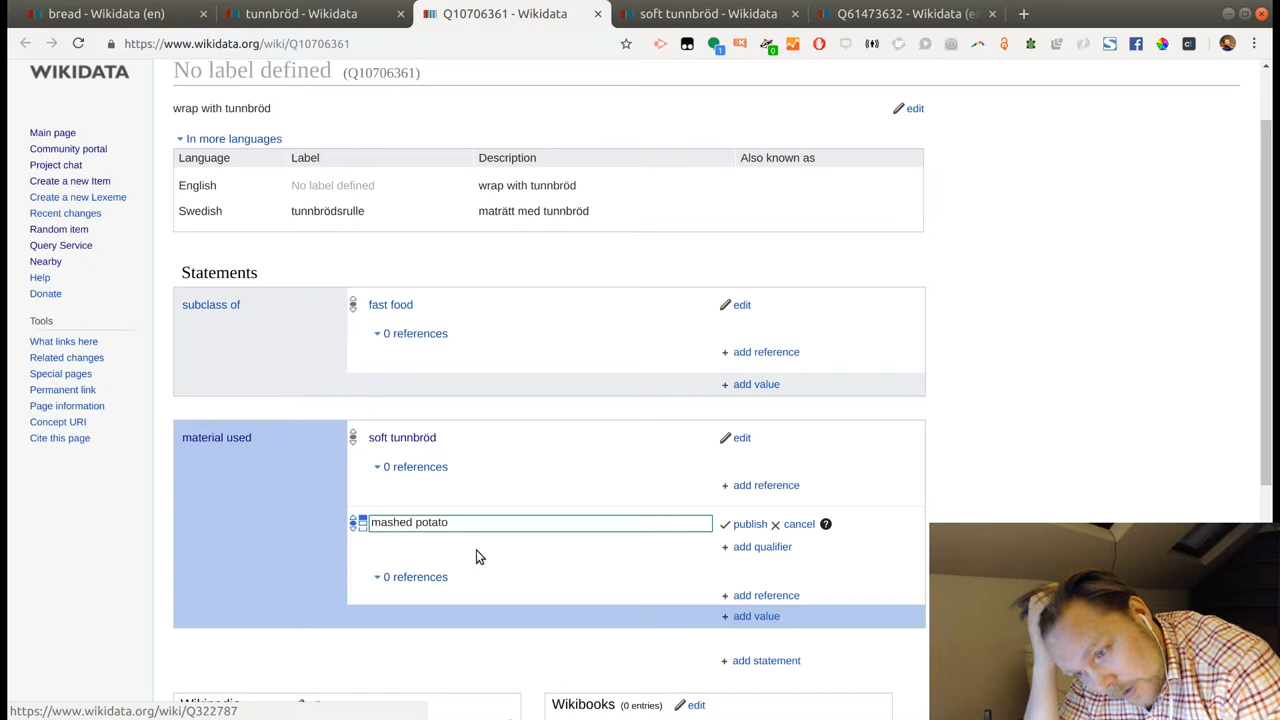 bread - Wikidata (en)
tunnbröd - Wikidata
Q10706361 - Wikidata
soft tunnbröd - Wikidata
Q61473632 - Wikidata (en
https://www.wikidata.org/wiki/Q10706361
WIKIDATA
Main page
Community portal
Project chat
Create a new Item
Create a new Lexeme
Recent changes
Random item
Query Service
Nearby
Help
Donate
Tools
What links here
Related changes
Special pages
Permanent link
Page information
Concept URI
Cite this page
No label defined (Q10706361)
wrap with tunnbröd
edit
In more languages
Language Label Description Also known as
English No label defined wrap with tunnbröd
Swedish tunnbrödsrulle maträtt med tunnbröd
Statements
subclass of fast food edit
0 references
+ add reference
+ add value
material used soft tunnbröd edit
0 references
+ add reference
mashed potato publish cancel ?
+ add qualifier
0 references
+ add reference
+ add value
+ add statement
Wikibooks (0 entries) edit
https://www.wikidata.org/wiki/Q322787